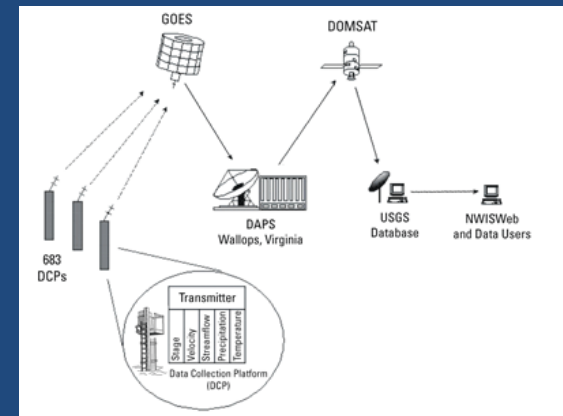 GOES
DOMSAT
DAPS
Wallops, Virginia
USGS
Database
NWISWeb
and Data Users
683
DCPs
Transmitter
Stage
Velocity
Streamflow
Precipitation
Temperature
Data Collection Platform
(DCP)